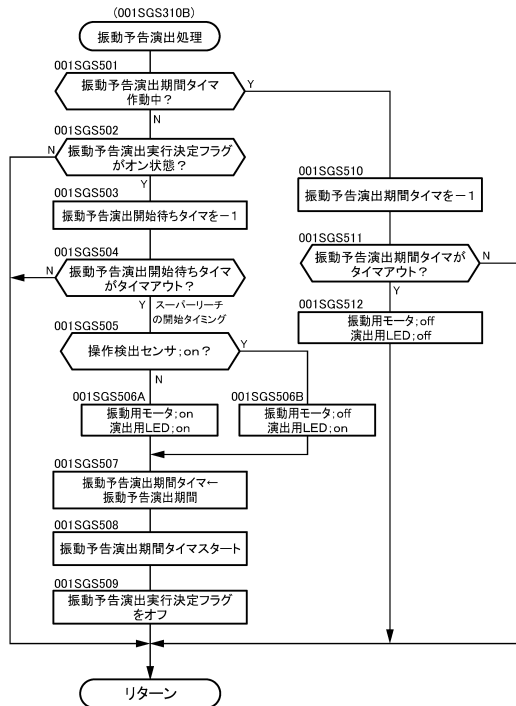 (001SGS310B)
振動予告演出処理
001SGS501
振動予告演出期間タイマ
作動中？
Y
N
001SGS502
振動予告演出実行決定フラグ
がオン状態？
N
Y
001SGS503
振動予告演出開始待ちタイマを－１
001SGS504
振動予告演出開始待ちタイマ
がタイマアウト？
N
Y
スーパーリーチ
の開始タイミング
001SGS505
操作検出センサ；on？
Y
N
001SGS506A
振動用モータ；on
演出用LED；on
001SGS506B
振動用モータ；off
演出用LED；on
001SGS507
振動予告演出期間タイマ←
振動予告演出期間
001SGS508
振動予告演出期間タイマスタート
001SGS509
振動予告演出実行決定フラグ
をオフ
001SGS510
振動予告演出期間タイマを－１
001SGS511
振動予告演出期間タイマが
タイマアウト？
N
Y
001SGS512
振動用モータ；off
演出用LED；off
リターン